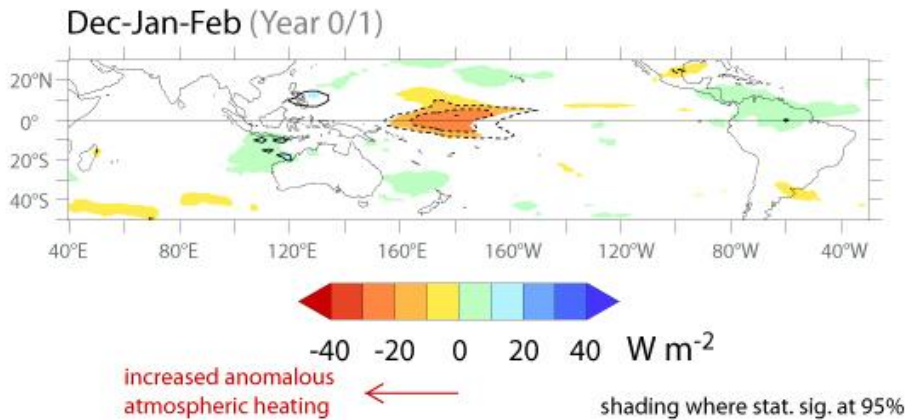 Dec-Jan-Feb (Year 0/1)
20°N
0°
20°S
40°S
40°E 80°E 120°E 160°E 160°W 120°W 80°W 40°W
-40 -20 0 20 40 W m-2
increased anomalous
atmospheric heating
shading where stat. sig. at 95%